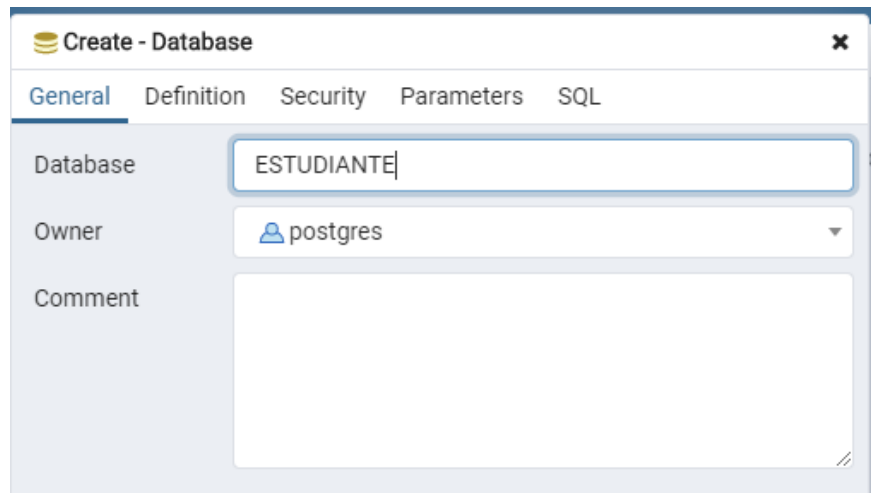 Create - Database
General Definition Security Parameters SQL
Database ESTUDIANTE
Owner postgres
Comment